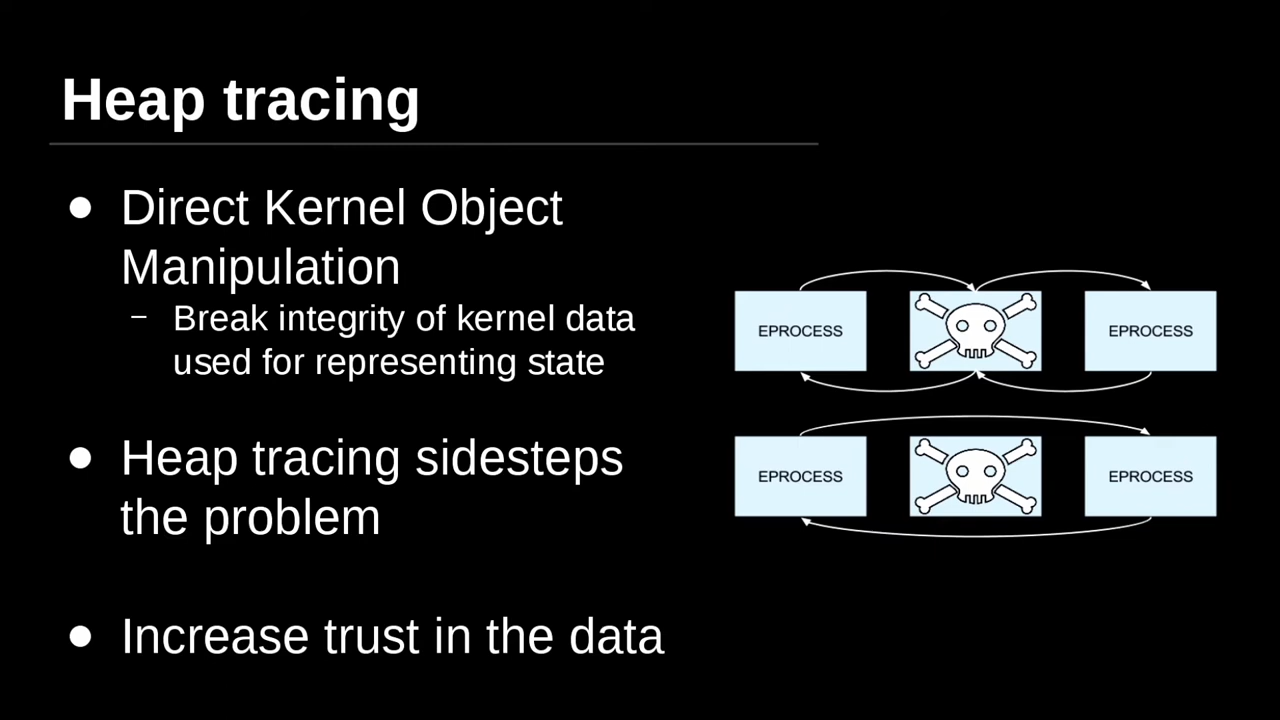 Heap tracing
● Direct Kernel Object
Manipulation
– Break integrity of kernel data
used for representing state
● Heap tracing sidesteps
the problem
● Increase trust in the data
EPROCESS
EPROCESS
EPROCESS
EPROCESS